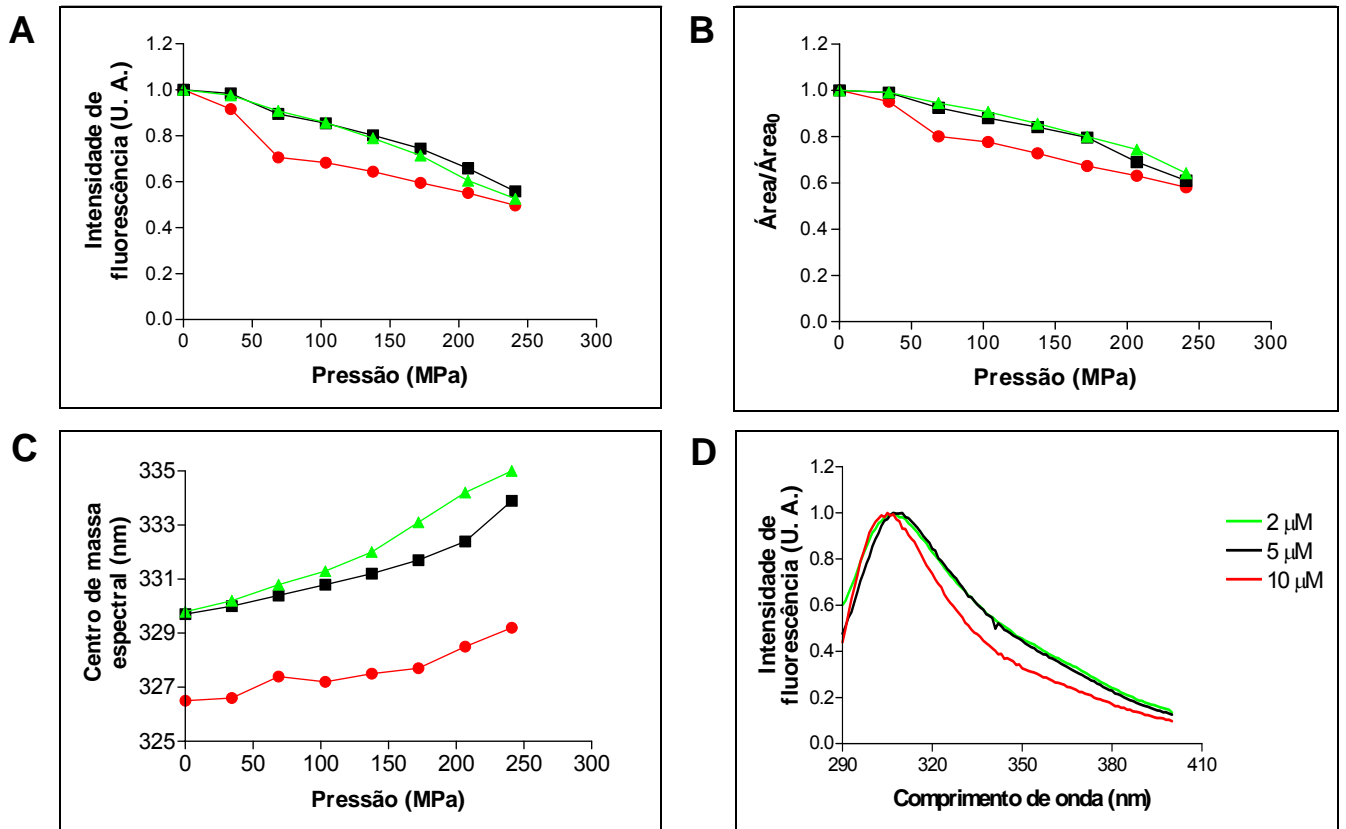 A
Intensidade de
fluorescência (U. A.)
1.2
1.0
0.8
0.6
0.4
0.2
0.0
0 50 100 150 200 250 300
Pressão (MPa)
B
Área/Área0
1.2
1.0
0.8
0.6
0.4
0.2
0.0
0 50 100 150 200 250 300
Pressão (MPa)
C
Centro de massa
espectral (nm)
335
333
331
329
327
325
0 50 100 150 200 250 300
Pressão (MPa)
D
Intensidade de
fluorescência (U. A.)
1.2
1.0
0.8
0.6
0.4
0.2
0.0
290 320 350 380 410
Comprimento de onda (nm)
2 μM
5 μM
10 μM